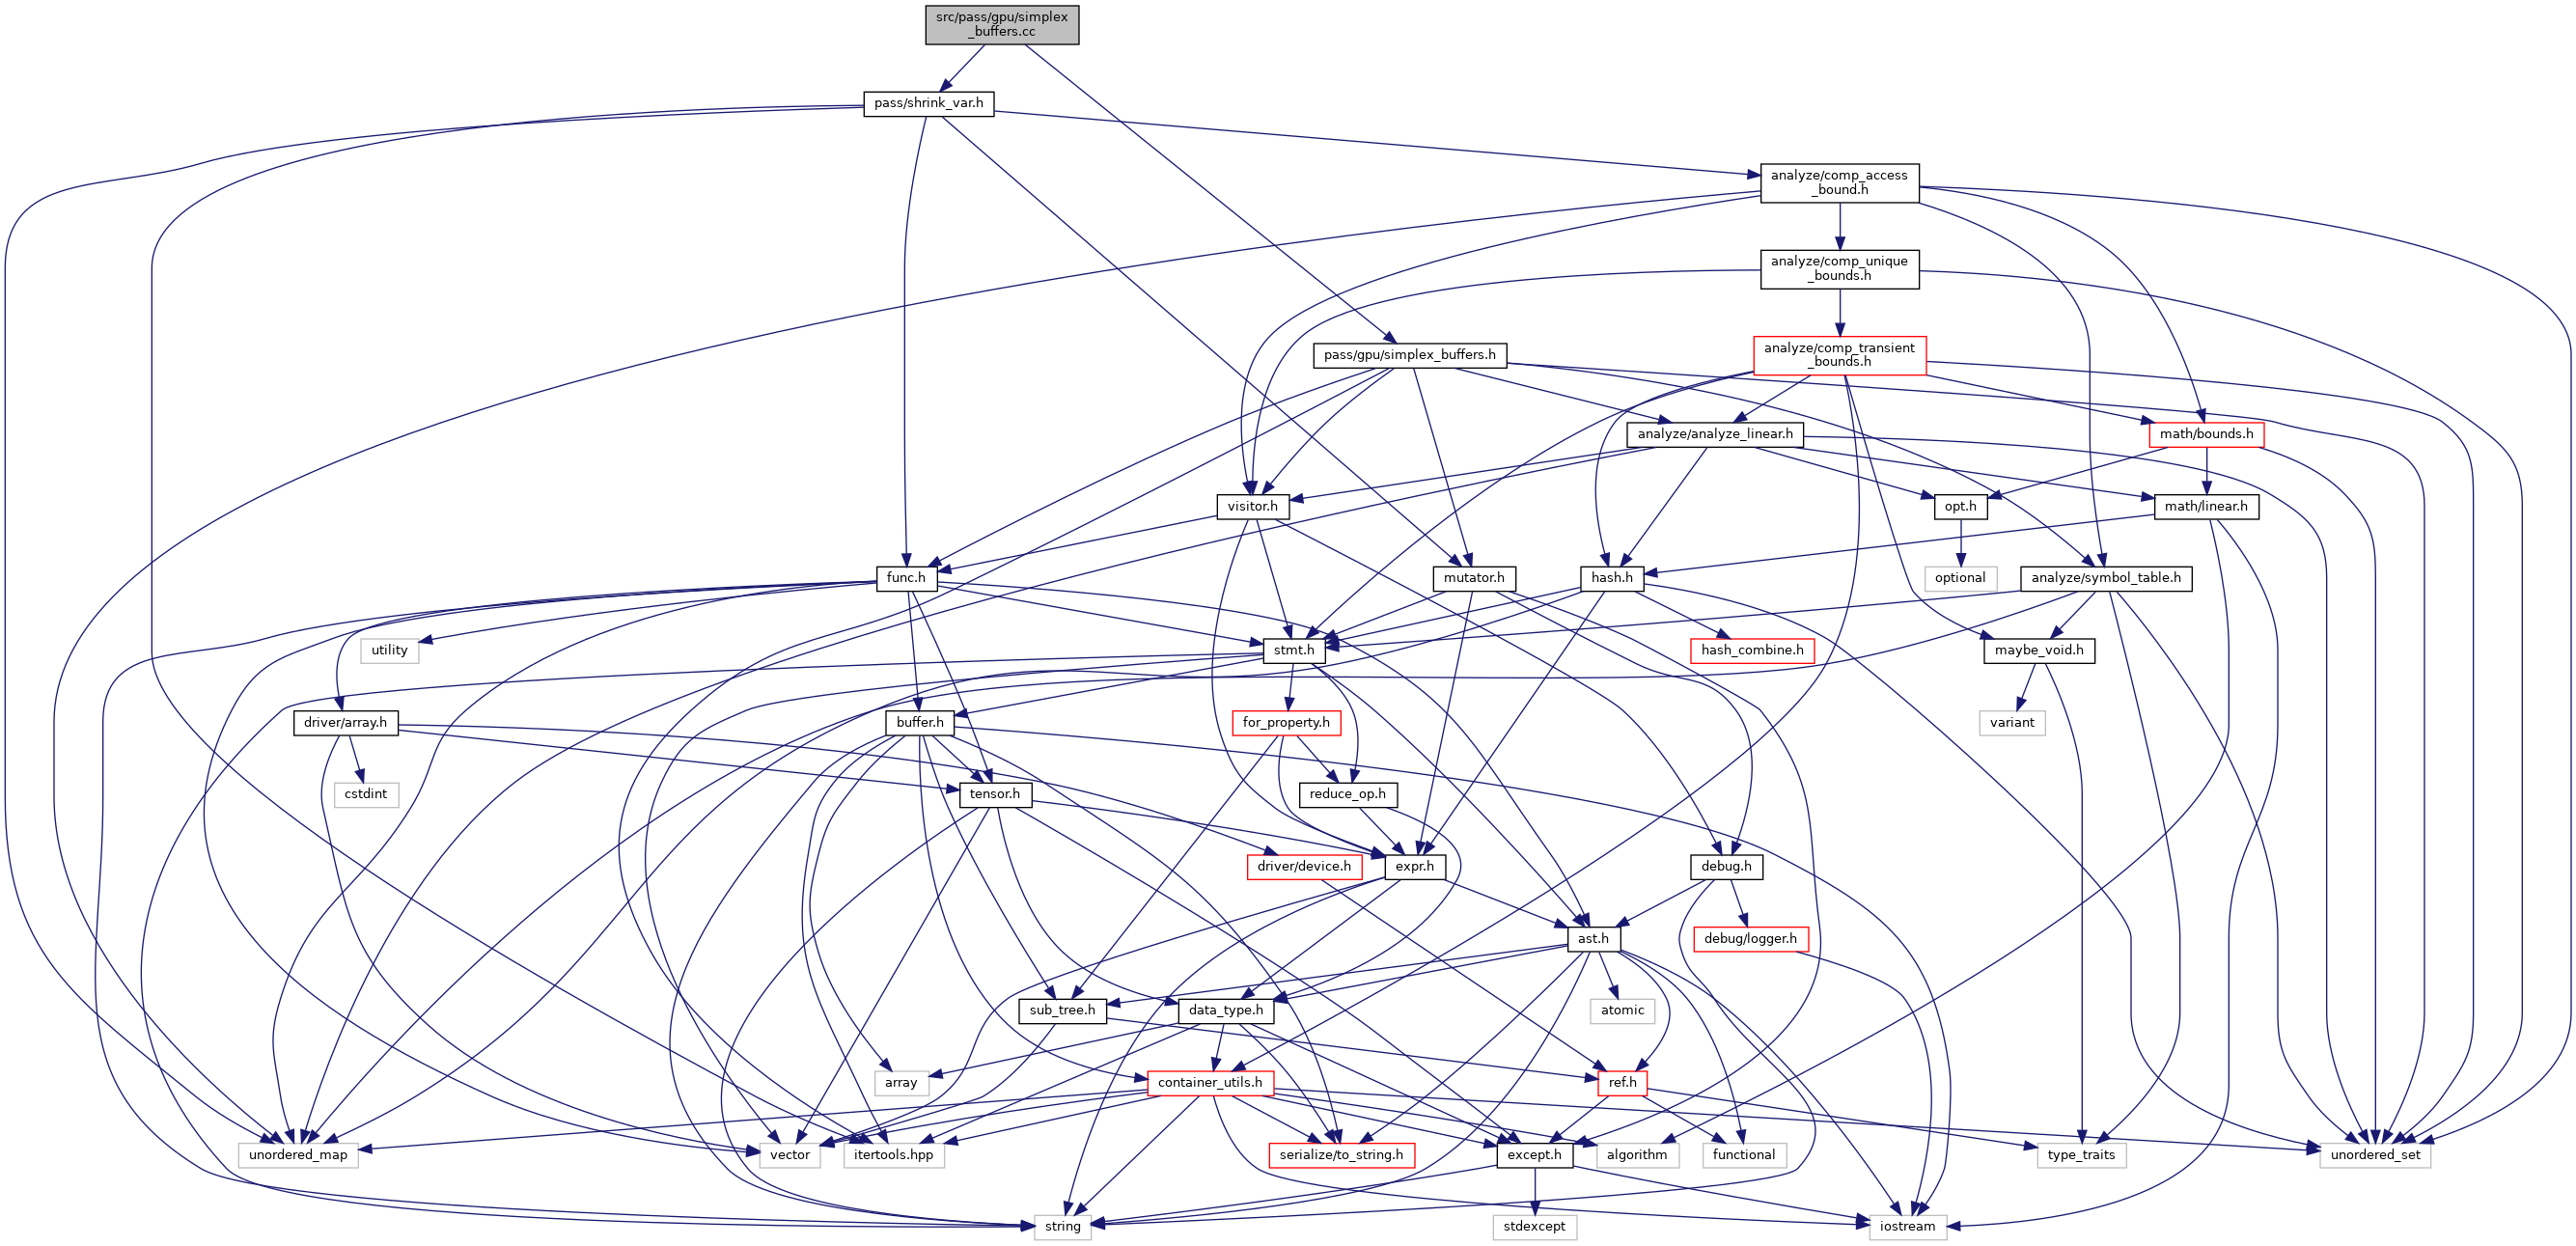 src/pass/gpu/simplex
_buffers.cc
pass/shrink_var.h
analyze/comp_access
_bound.h
analyze/comp_unique
_bounds.h
pass/gpu/simplex_buffers.h
analyze/comp_transient
_bounds.h
analyze/analyze_linear.h
math/bounds.h
visitor.h
opt.h
math/linear.h
func.h
mutator.h
hash.h
optional
analyze/symbol_table.h
utility
stmt.h
hash_combine.h
maybe_void.h
driver/array.h
buffer.h
for_property.h
variant
cstdint
tensor.h
reduce_op.h
driver/device.h
expr.h
debug.h
ast.h
debug/logger.h
sub_tree.h
data_type.h
atomic
array
container_utils.h
ref.h
unordered_map
vector
itertools.hpp
serialize/to_string.h
except.h
algorithm
functional
type_traits
unordered_set
string
stdexcept
iostream